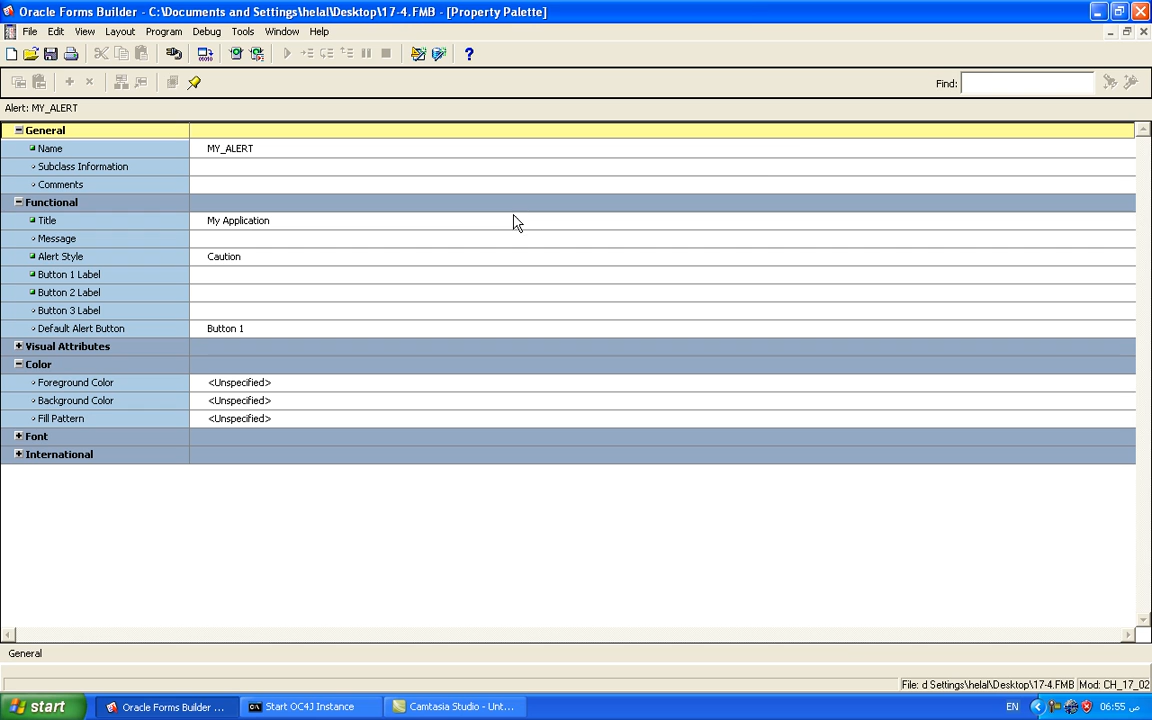 Oracle Forms Builder - C:\Documents and Settings\helal\Desktop\17-4.FMB - [Property Palette]
File Edit View Layout Program Debug Tools Window Help
Find:
Alert: MY_ALERT
General
Name MY_ALERT
Subclass Information
Comments
Functional
Title My Application
Message
Alert Style Caution
Button 1 Label
Button 2 Label
Button 3 Label
Default Alert Button Button 1
Visual Attributes
Color
Foreground Color <Unspecified>
Background Color <Unspecified>
Fill Pattern <Unspecified>
Font
International
General
File: d Settings\helal\Desktop\17-4.FMB Mod: CH_17_02
start Oracle Forms Builder ... Start OC4J Instance Camtasia Studio - Unt... EN 06:55 ص